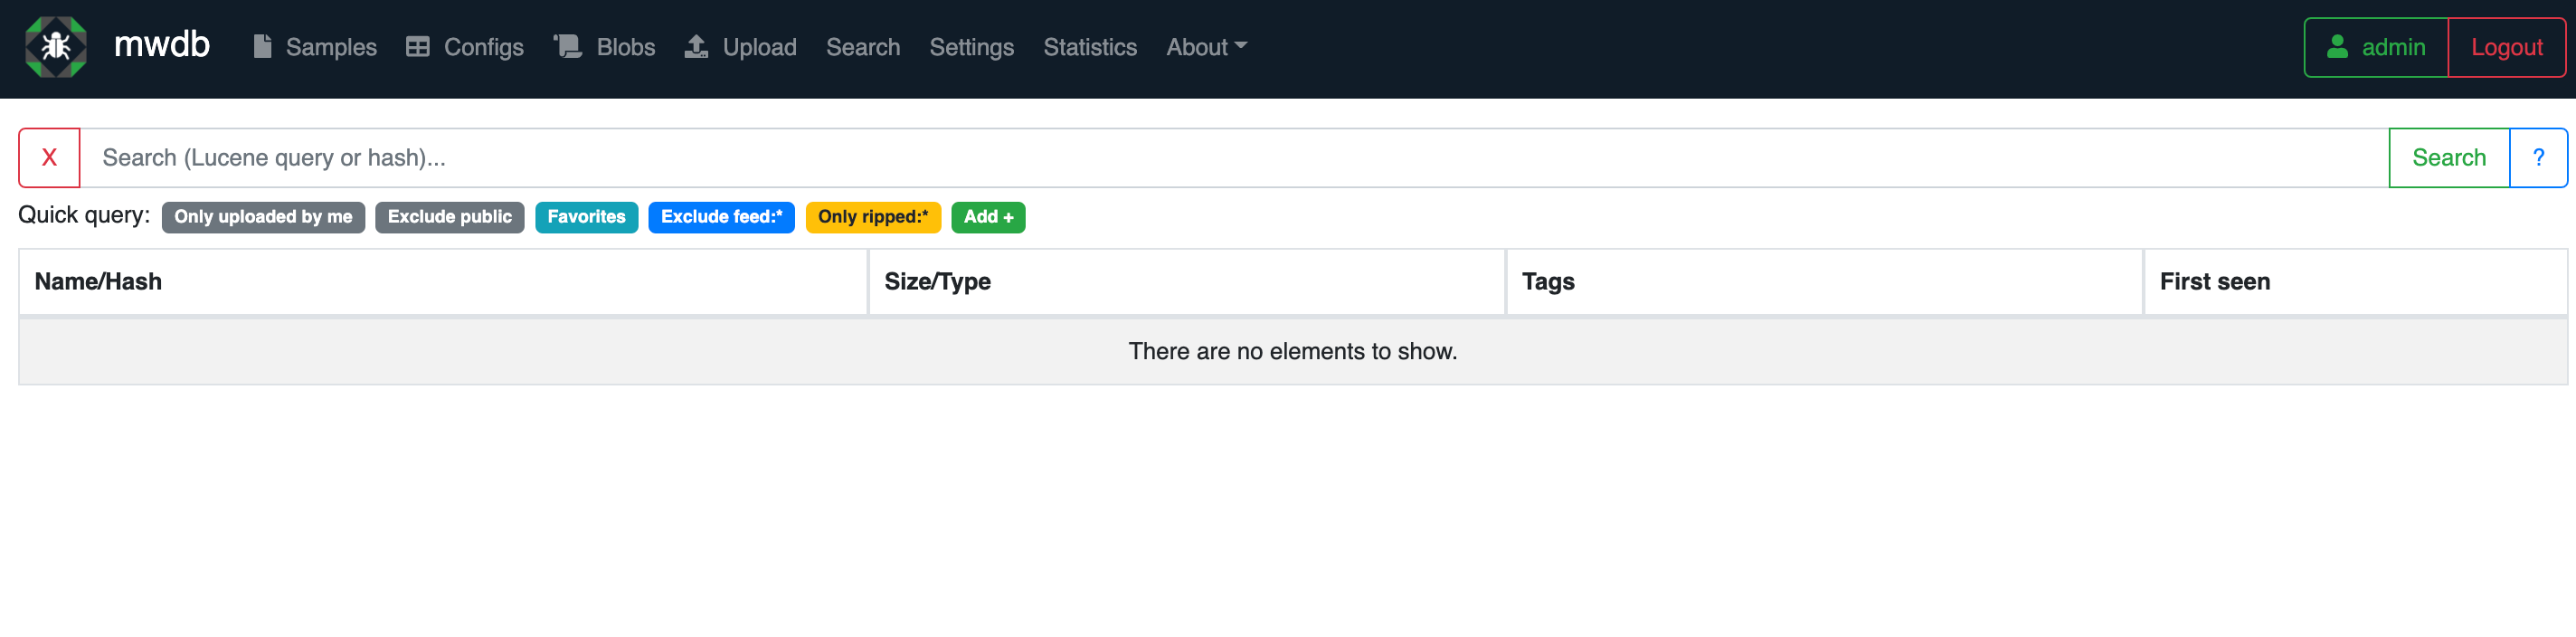 mwdb Samples Configs Blobs Upload Search Settings Statistics About admin Logout
X Search (Lucene query or hash)... Search ?
Quick query: Only uploaded by me Exclude public Favorites Exclude feed:* Only ripped:* Add +
Name/Hash Size/Type Tags First seen
There are no elements to show.